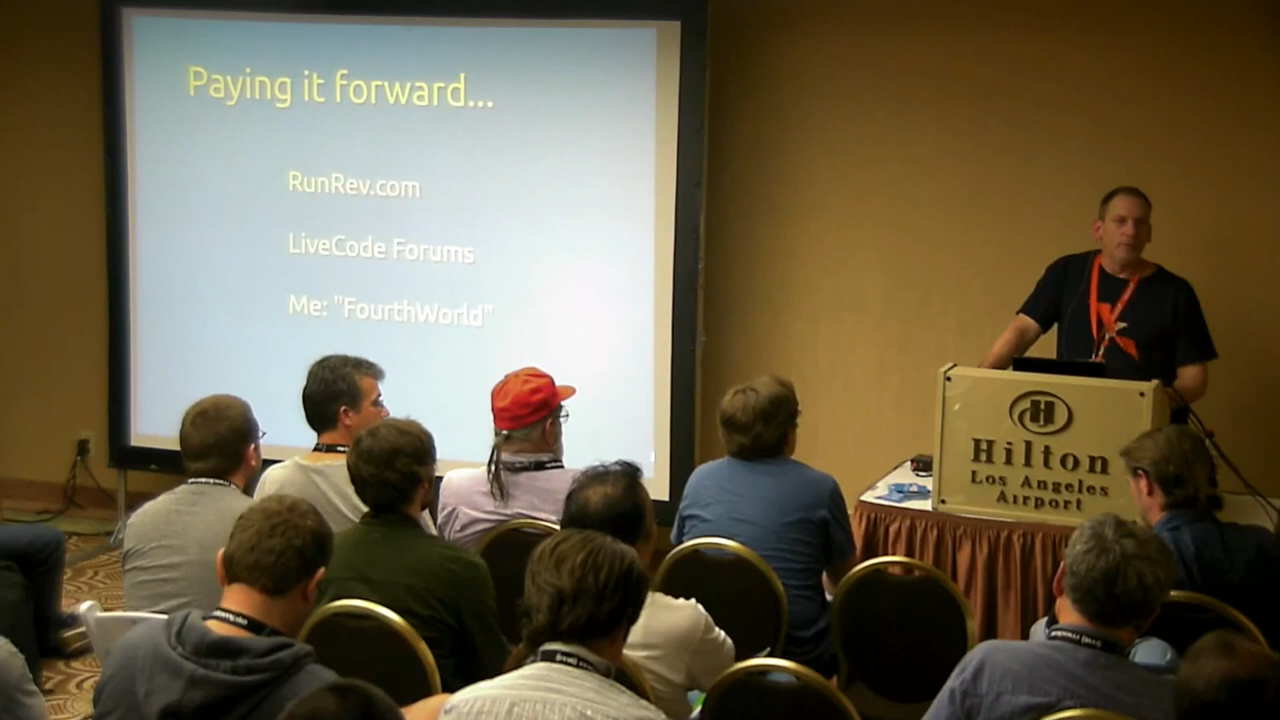 Paying it forward...
RunRev.com
LiveCode Forums
Me: "FourthWorld"
H
Hilton
Los Angeles
Airport